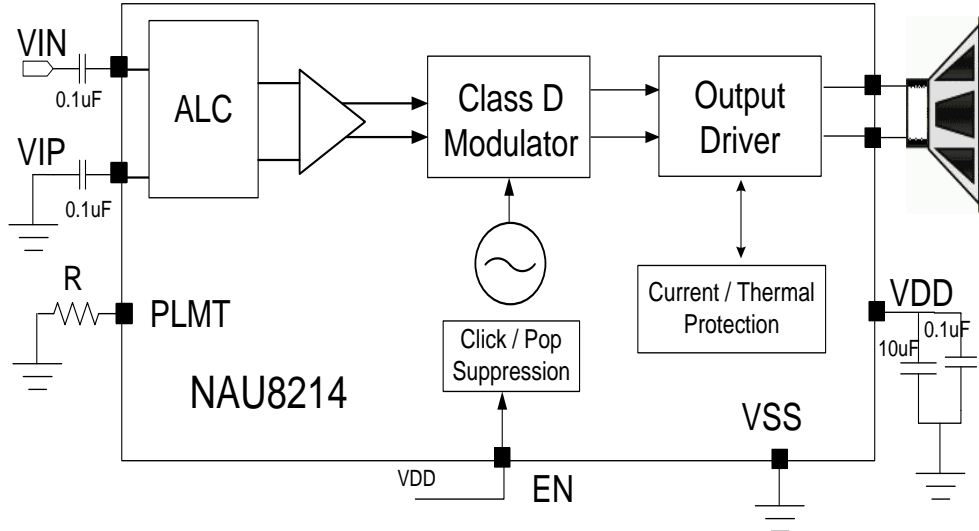 VIN
0.1uF
ALC
Class D
Modulator
Output
Driver
VIP
0.1uF
R
PLMT
Current / Thermal
Protection
VDD
0.1uF
10uF
Click / Pop
Suppression
NAU8214
VSS
VDD
EN